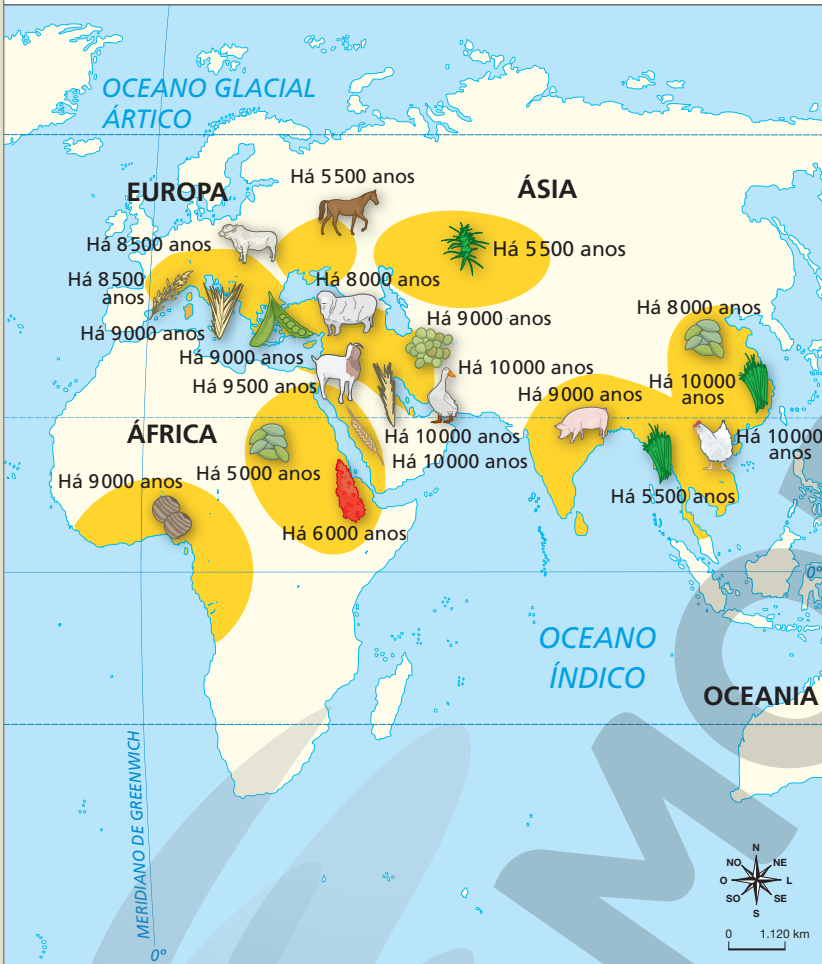 OCEANO GLACIAL
ÁRTICO
EUROPA
ÁSIA
Há 5500 anos
Há 8500 anos
Há 5500 anos
Há 8500
anos
Há 8000 anos
Há 9000 anos
Há 8000 anos
Há 9000 anos
Há 9000 anos
Há 10000 anos
Há 9500 anos
Há 9000 anos
Há 10000
anos
ÁFRICA
Há 10000 anos
Há 10000
anos
Há 5000 anos
Há 10000 anos
Há 9000 anos
Há 5500 anos
Há 6000 anos
0°
OCEANO
ÍNDICO
OCEANIA
MERIDIANO DE GREENWICH
0°
N
NO
NE
O
L
SO
SE
S
0 1.120 km